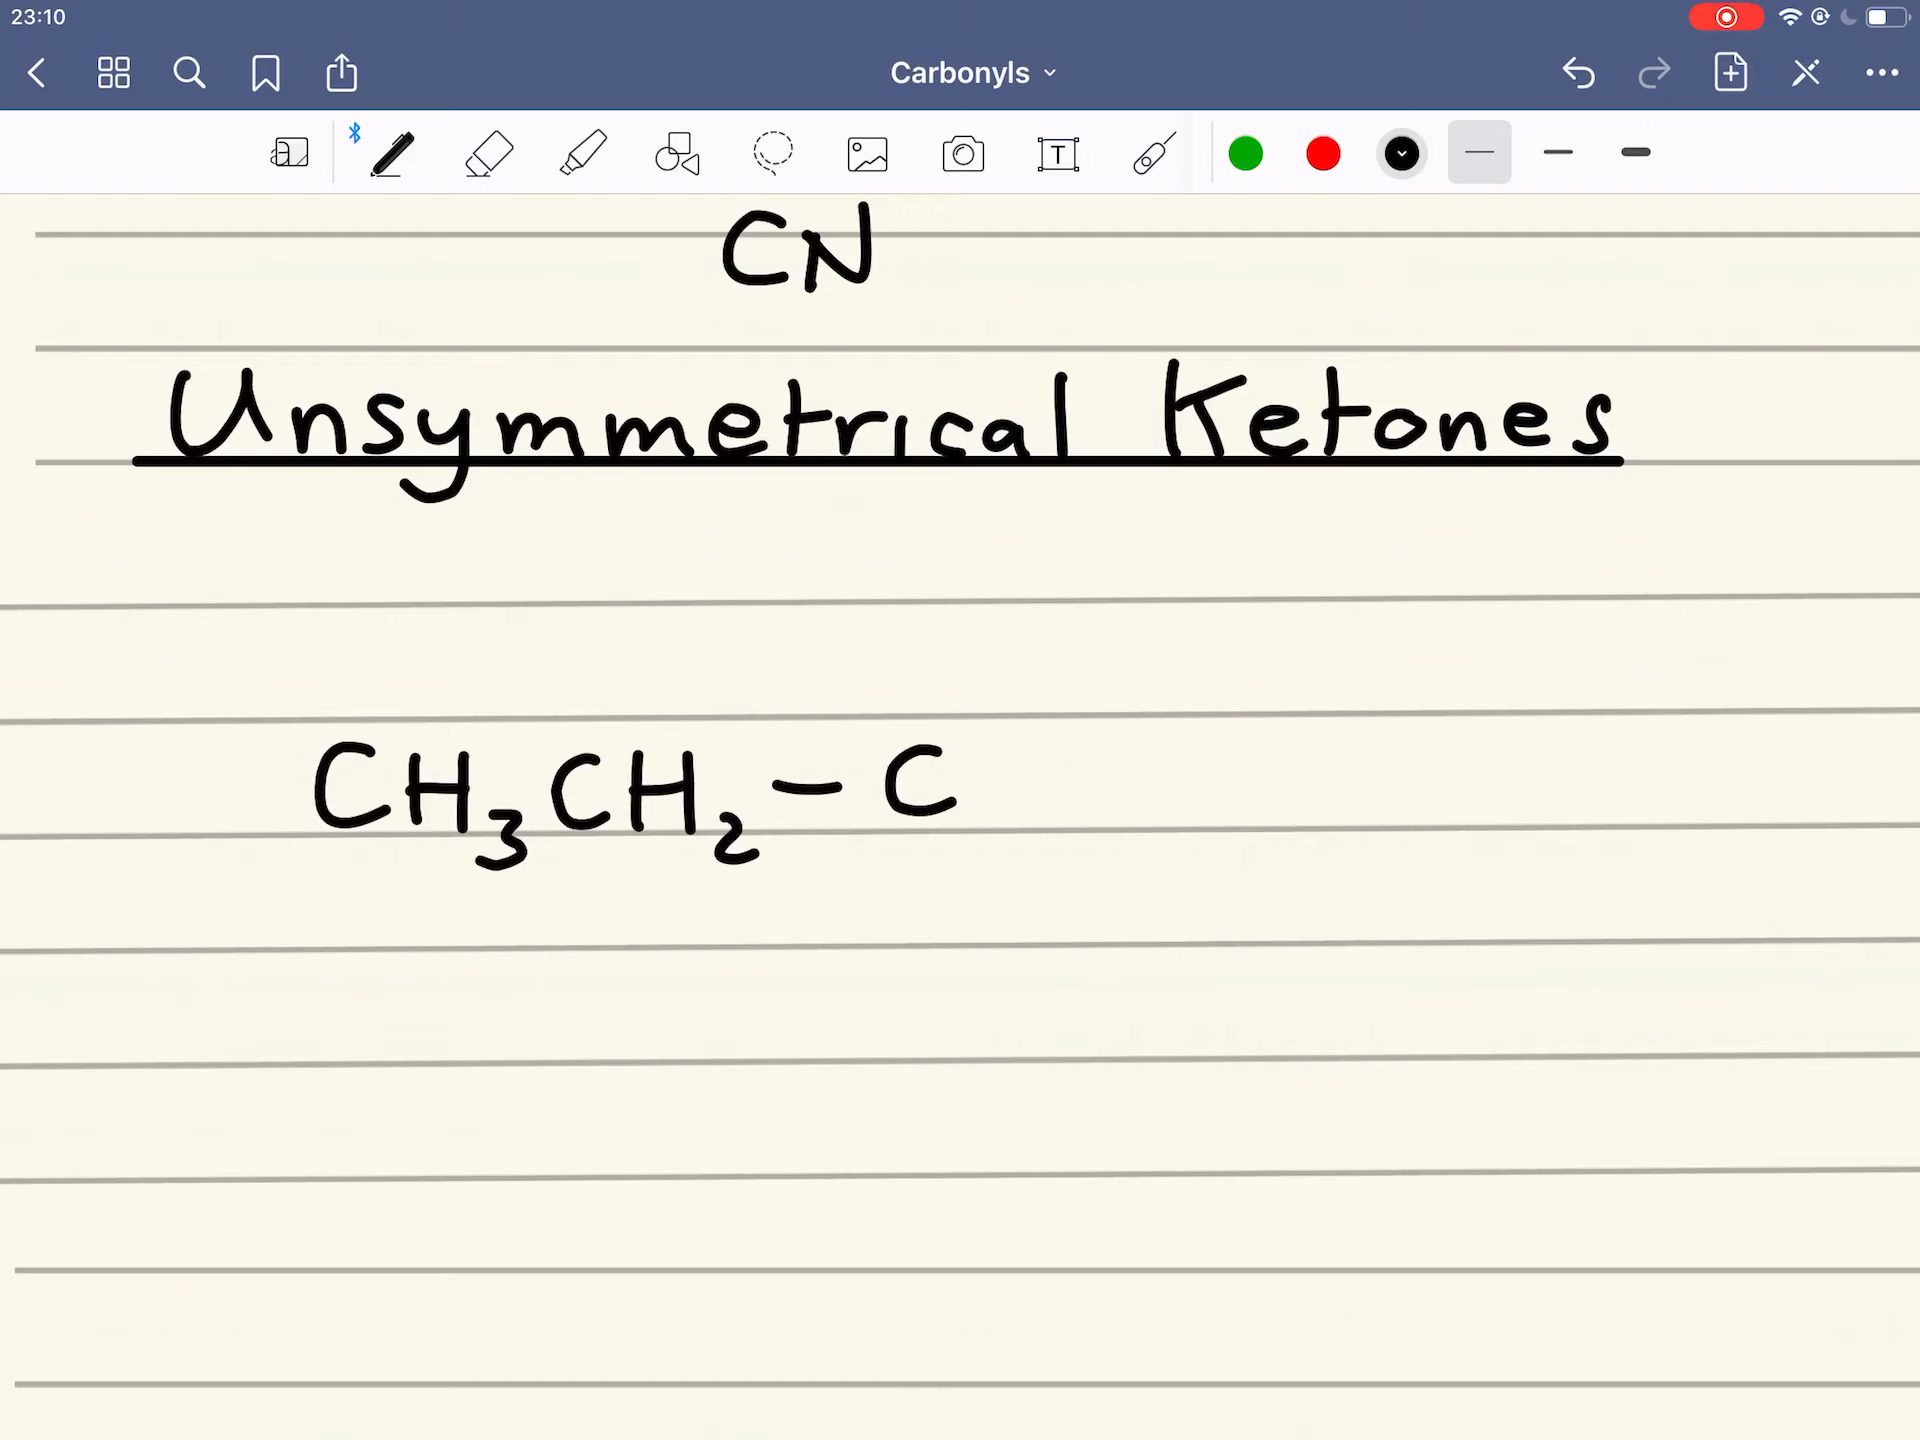 23:10
Carbonyls
a
T
CN
Unsymmetrical Ketones
CH₃CH₂-C